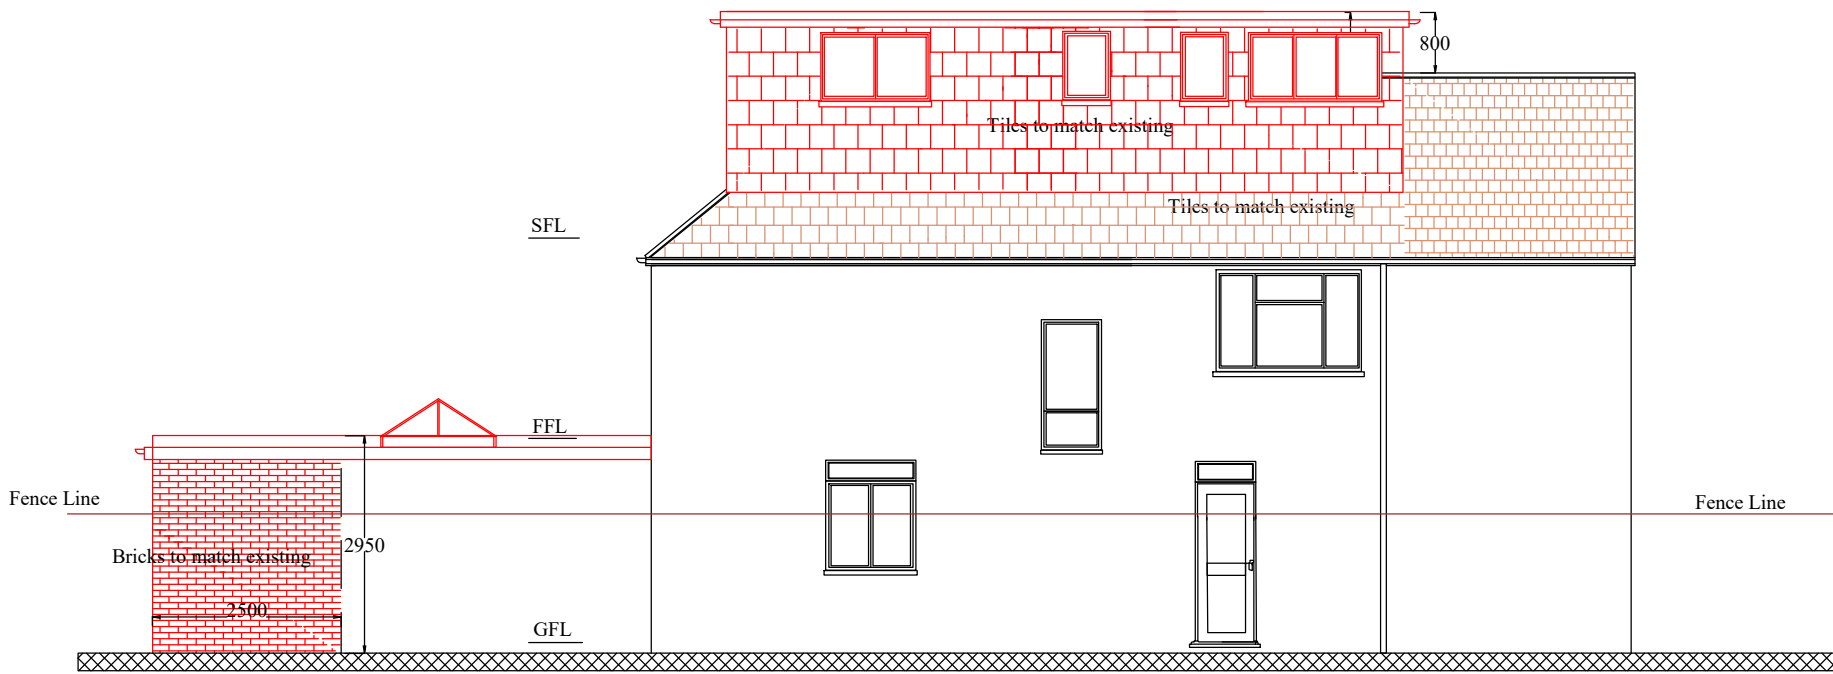 800
Tiles to match existing
Tiles to match existing
SFL
FFL
Fence Line
Fence Line
2950
Bricks to match existing
2500
GFL